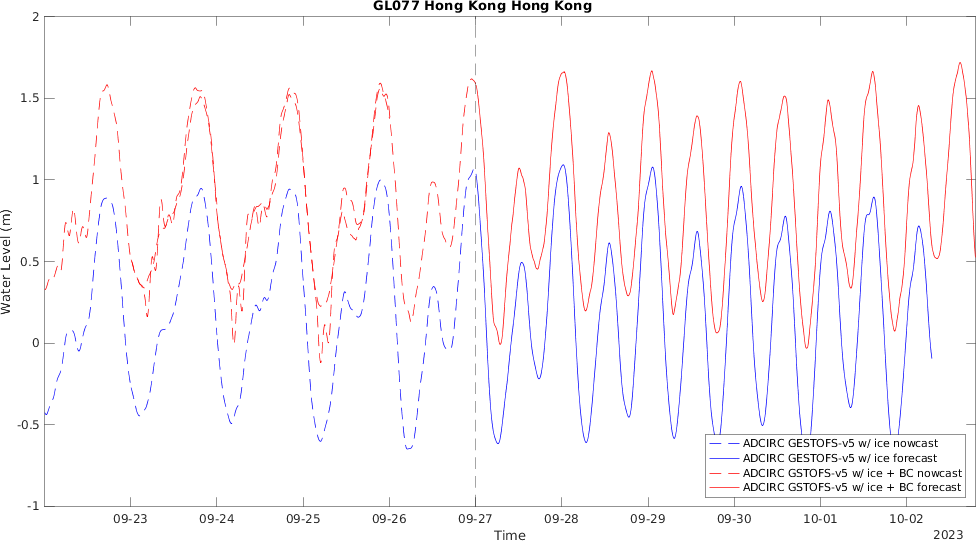 GL077 Hong Kong Hong Kong
2
1.5
1
0.5
0
-0.5
-1
Water Level (m)
ADCIRC GESTOFS-v5 w/ ice nowcast
ADCIRC GESTOFS-v5 w/ ice forecast
ADCIRC GSTOFS-v5 w/ ice + BC nowcast
ADCIRC GSTOFS-v5 w/ ice + BC forecast
09-23 09-24 09-25 09-26 09-27 09-28 09-29 09-30 10-01 10-02
Time
2023